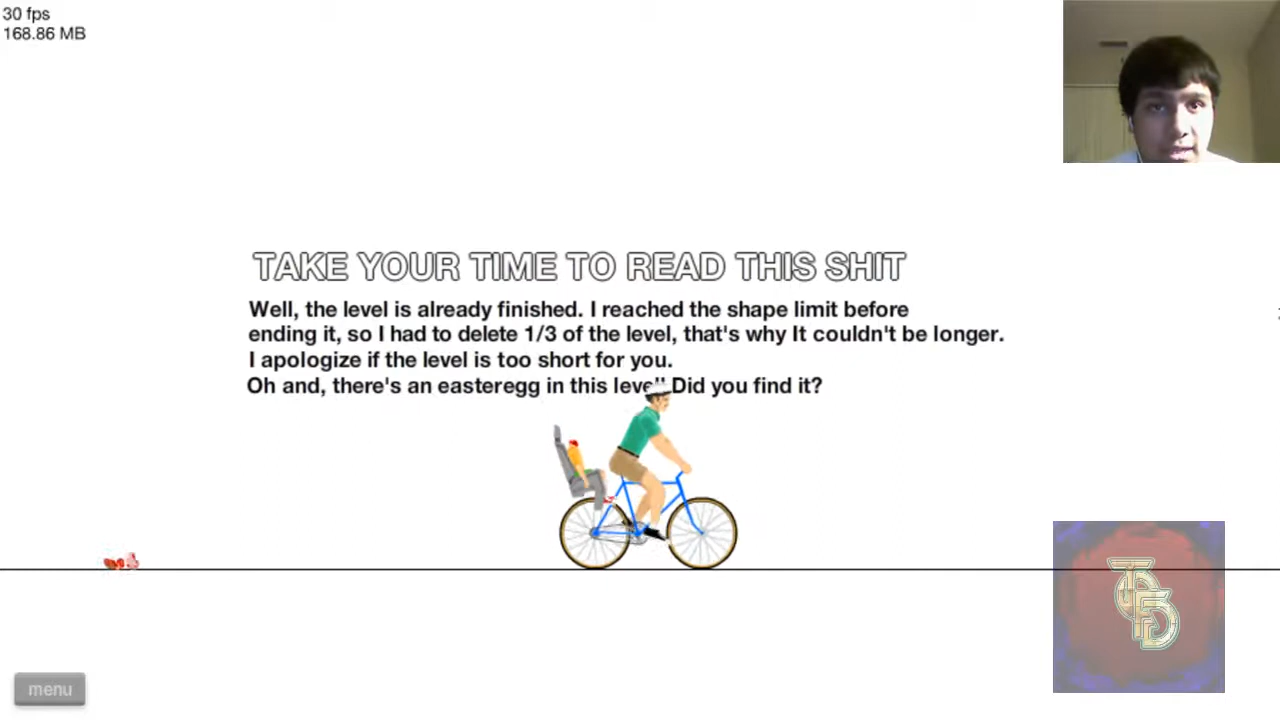 30 fps
168.86 MB
TAKE YOUR TIME TO READ THIS SHIT
Well, the level is already finished. I reached the shape limit before
ending it, so I had to delete 1/3 of the level, that's why It couldn't be longer.
I apologize if the level is too short for you.
Oh and, there's an easteregg in this level! Did you find it?
menu